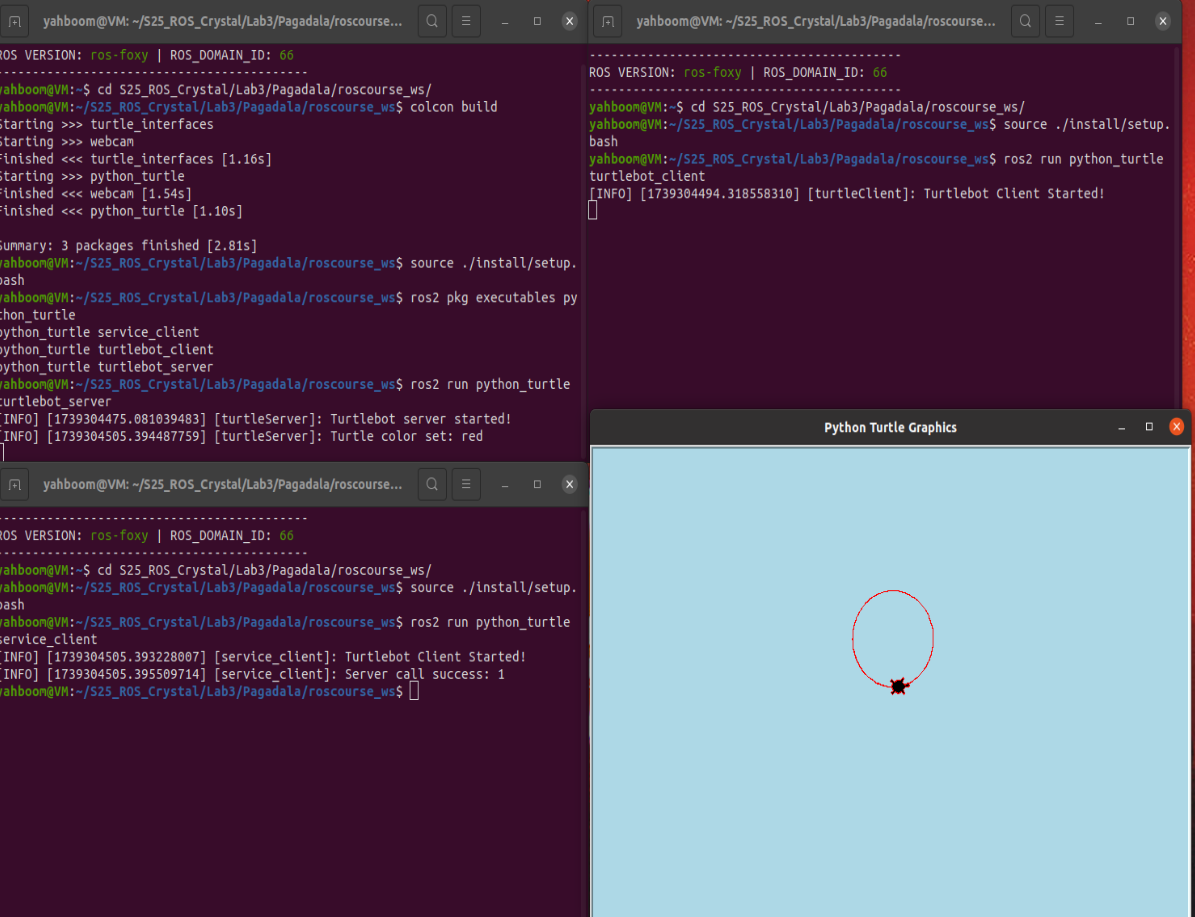 yahboom@VM: ~/S25_ROS_Crystal/Lab3/Pagadala/roscourse...
ROS VERSION: ros-foxy | ROS_DOMAIN_ID: 66
-----------------------------------------
yahboom@VM:~$ cd S25_ROS_Crystal/Lab3/Pagadala/roscourse_ws/
yahboom@VM:~/S25_ROS_Crystal/Lab3/Pagadala/roscourse_ws$ colcon build
Starting >>> turtle_interfaces
Starting >>> webcam
Finished <<< turtle_interfaces [1.16s]
Starting >>> python_turtle
Finished <<< webcam [1.54s]
Finished <<< python_turtle [1.10s]
Summary: 3 packages finished [2.81s]
yahboom@VM:~/S25_ROS_Crystal/Lab3/Pagadala/roscourse_ws$ source ./install/setup.
bash
yahboom@VM:~/S25_ROS_Crystal/Lab3/Pagadala/roscourse_ws$ ros2 pkg executables py
thon_turtle
python_turtle service_client
python_turtle turtlebot_client
python_turtle turtlebot_server
yahboom@VM:~/S25_ROS_Crystal/Lab3/Pagadala/roscourse_ws$ ros2 run python_turtle
turtlebot_server
[INFO] [1739304475.081039483] [turtleServer]: Turtlebot server started!
[INFO] [1739304505.394487759] [turtleServer]: Turtle color set: red
yahboom@VM: ~/S25_ROS_Crystal/Lab3/Pagadala/roscourse...
-----------------------------------------
ROS VERSION: ros-foxy | ROS_DOMAIN_ID: 66
-----------------------------------------
yahboom@VM:~$ cd S25_ROS_Crystal/Lab3/Pagadala/roscourse_ws/
yahboom@VM:~/S25_ROS_Crystal/Lab3/Pagadala/roscourse_ws$ source ./install/setup.
bash
yahboom@VM:~/S25_ROS_Crystal/Lab3/Pagadala/roscourse_ws$ ros2 run python_turtle
turtlebot_client
[INFO] [1739304494.318558310] [turtleClient]: Turtlebot Client Started!
yahboom@VM: ~/S25_ROS_Crystal/Lab3/Pagadala/roscourse...
-----------------------------------------
ROS VERSION: ros-foxy | ROS_DOMAIN_ID: 66
-----------------------------------------
yahboom@VM:~$ cd S25_ROS_Crystal/Lab3/Pagadala/roscourse_ws/
yahboom@VM:~/S25_ROS_Crystal/Lab3/Pagadala/roscourse_ws$ source ./install/setup.
bash
yahboom@VM:~/S25_ROS_Crystal/Lab3/Pagadala/roscourse_ws$ ros2 run python_turtle
service_client
[INFO] [1739304505.393228007] [service_client]: Turtlebot Client Started!
[INFO] [1739304505.395509714] [service_client]: Server call success: 1
yahboom@VM:~/S25_ROS_Crystal/Lab3/Pagadala/roscourse_ws$
Python Turtle Graphics